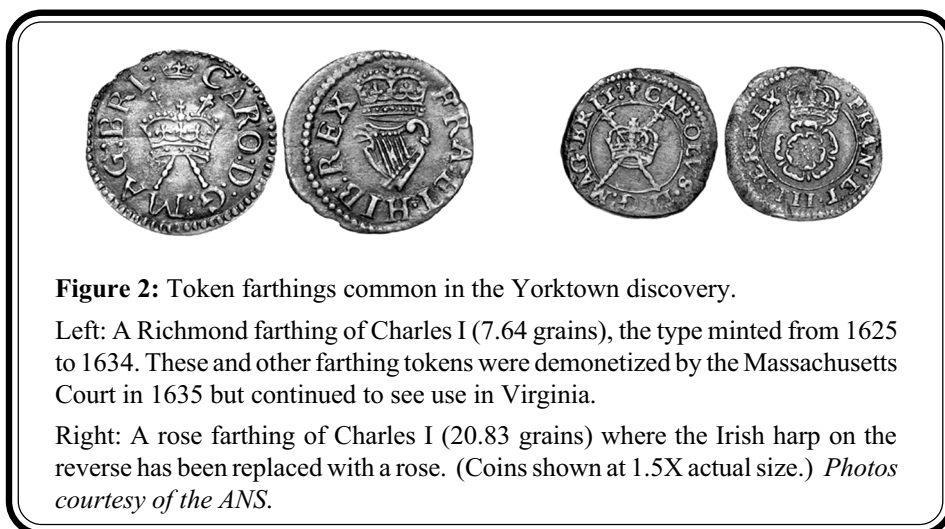 CARO:D:G:MAG:BRI:
FRA:ET:HIB:REX
CAROLVS
MAG:BRIT:
FRAN:ET
REX
Figure 2: Token farthings common in the Yorktown discovery.
Left: A Richmond farthing of Charles I (7.64 grains), the type minted from 1625
to 1634. These and other farthing tokens were demonetized by the Massachusetts
Court in 1635 but continued to see use in Virginia.
Right: A rose farthing of Charles I (20.83 grains) where the Irish harp on the
reverse has been replaced with a rose. (Coins shown at 1.5X actual size.) Photos
courtesy of the ANS.